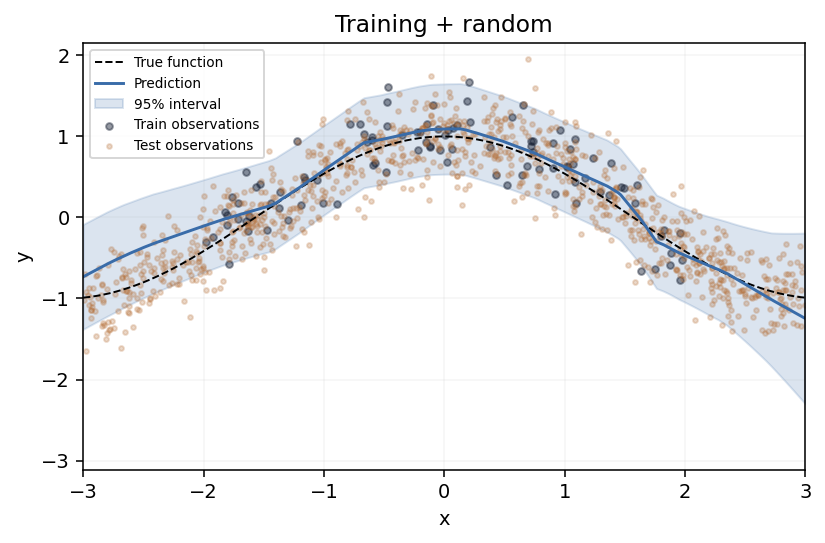 Training + random
True function
Prediction
95% interval
Train observations
Test observations
y
2
1
0
−1
−2
−3
−3
−2
−1
0
1
2
3
x